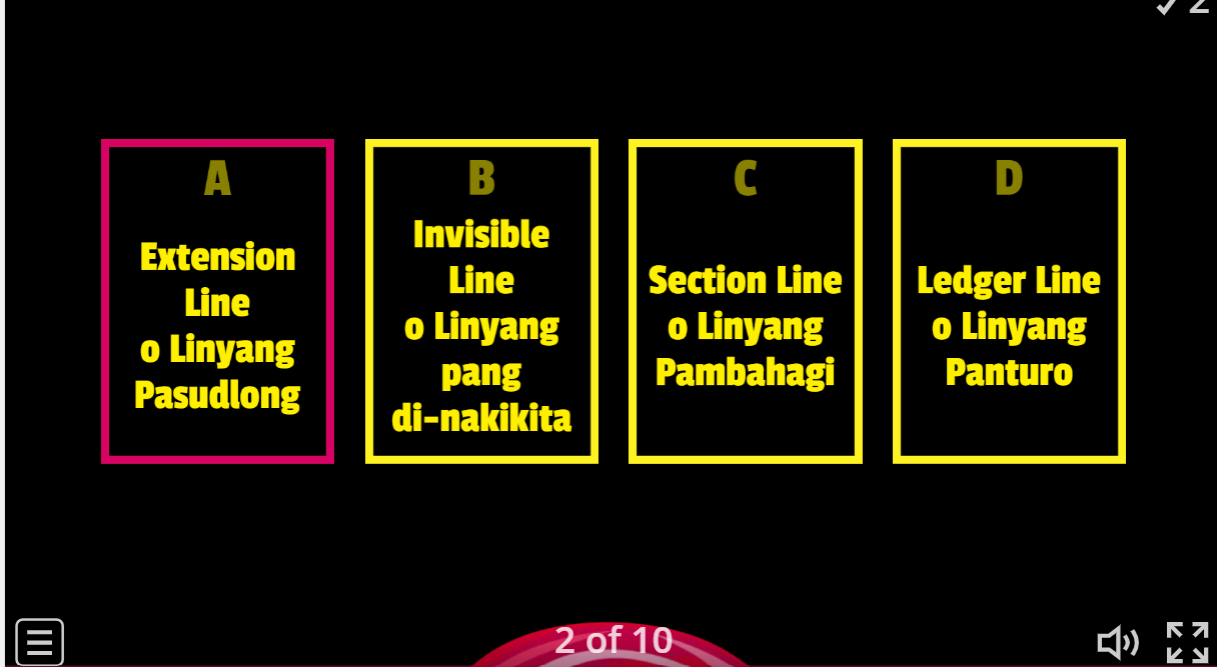 ✓ 2
A
Extension
Line
o Linyang
Pasudlong
B
Invisible
Line
o Linyang
pang
di-nakikita
C
Section Line
o Linyang
Pambahagi
D
Ledger Line
o Linyang
Panturo
2 of 10